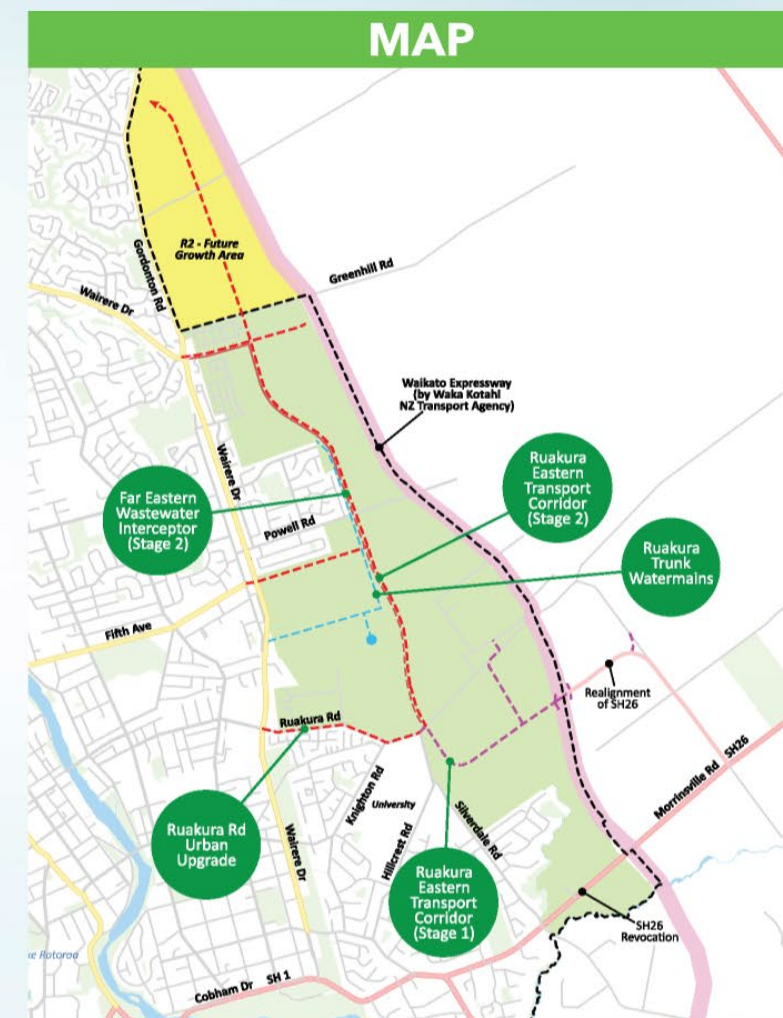 MAP
R2 - Future
Growth Area
Gordonton Rd
Greenhill Rd
Wairere Dr
Waikato Expressway
(by Waka Kotahi
NZ Transport Agency)
Ruakura
Eastern
Transport
Corridor
(Stage 2)
Wairere Dr
Far Eastern
Wastewater
Interceptor
(Stage 2)
Powell Rd
Ruakura
Trunk
Watermains
Fifth Ave
Realignment
of SH26
Ruakura Rd
SH26
Morrinsville Rd
Knighton Rd
University
Silverdale Rd
Hillcrest Rd
Ruakura Rd
Urban
Upgrade
Wairere Dr
Ruakura
Eastern
Transport
Corridor
(Stage 1)
SH26
Revocation
Rotoroa
Cobham Dr SH 1